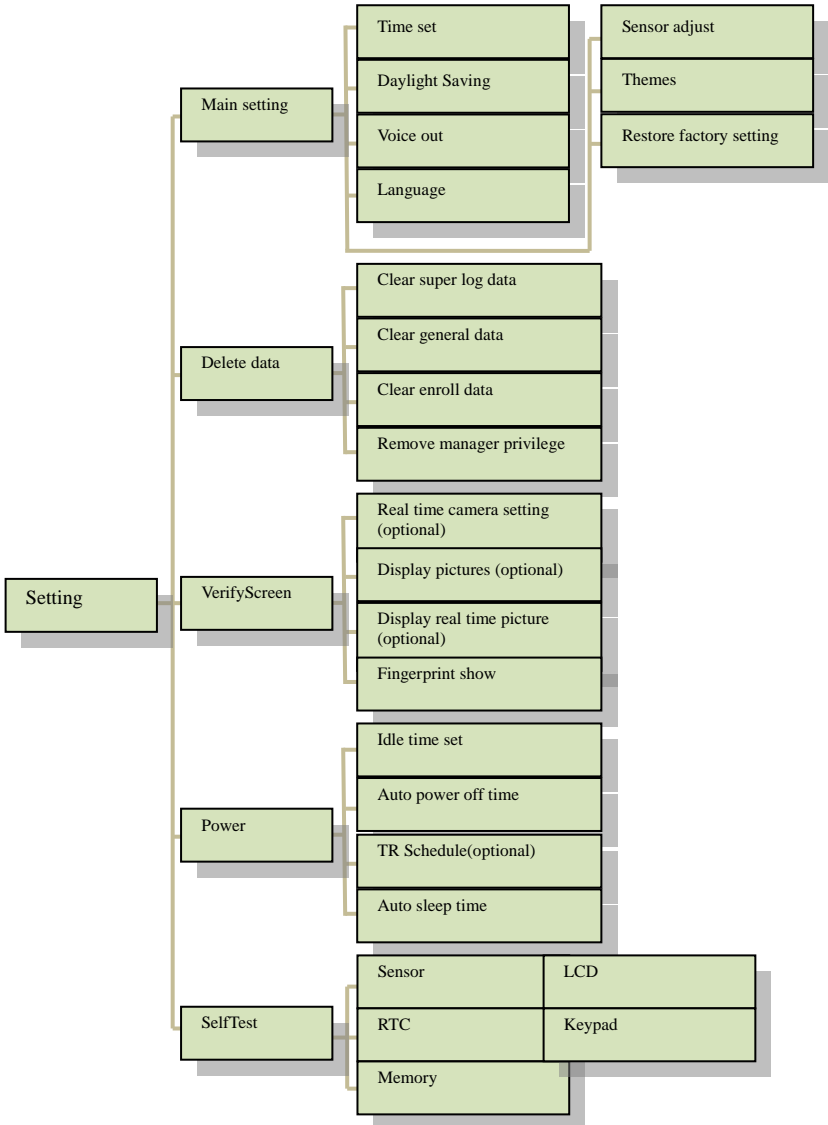 Setting
Main setting
Time set
Daylight Saving
Voice out
Language
Sensor adjust
Themes
Restore factory setting
Delete data
Clear super log data
Clear general data
Clear enroll data
Remove manager privilege
VerifyScreen
Real time camera setting
(optional)
Display pictures (optional)
Display real time picture
(optional)
Fingerprint show
Power
Idle time set
Auto power off time
TR Schedule(optional)
Auto sleep time
SelfTest
Sensor
RTC
Memory
LCD
Keypad